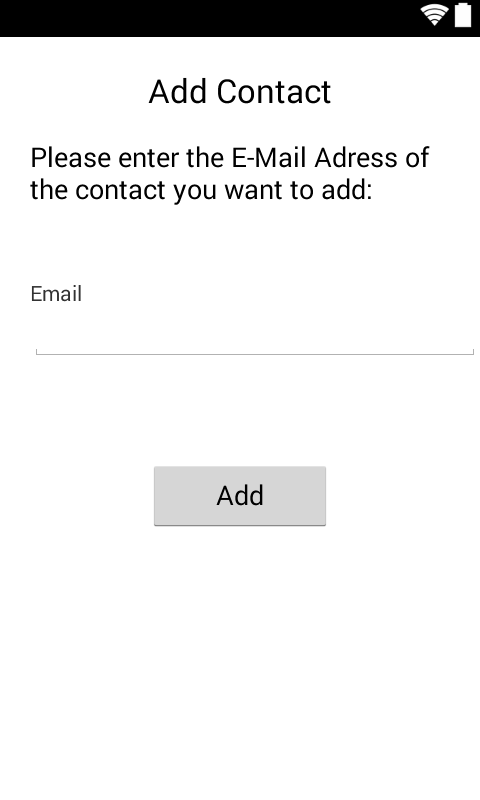 Add Contact
Please enter the E-Mail Adress of
the contact you want to add:
Email
Add